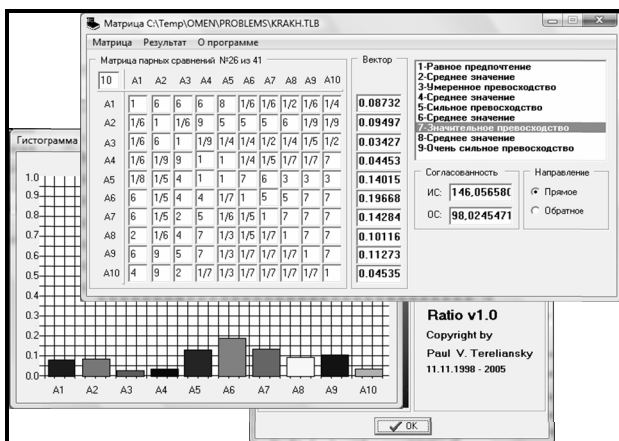 Матрица C:\Temp\OMEN\PROBLEMS\KRAKH.TLB
Матрица Результат О программе
Матрица парных сравнений №26 из 41
10 A1 A2 A3 A4 A5 A6 A7 A8 A9 A10
A1 1 6 6 6 8 1/6 1/6 1/2 1/6 1/4
A2 1/6 1 1/6 9 5 5 5 6 1/9 1/9
A3 1/6 6 1 1/9 1/4 1/4 1/2 1/4 1/5 1/2
A4 1/6 1/9 9 1 1 1/4 1/5 1/7 1/7 7
A5 1/8 1/5 4 1 1 7 6 3 3 3
A6 6 1/5 4 4 1/7 1 5 5 7 7
A7 6 1/5 2 5 1/6 1/5 1 7 7 7
A8 2 1/6 4 7 1/3 1/5 1/7 1 7 7
A9 6 9 5 7 1/3 1/7 1/7 1/7 1 7
A10 4 9 2 1/7 1/3 1/7 1/7 1/7 1/7 1
Вектор
0.08732
0.09497
0.03427
0.04453
0.14015
0.19668
0.14284
0.10116
0.11273
0.04535
1-Равное предпочтение
2-Среднее значение
3-Умеренное превосходство
4-Среднее значение
5-Сильное превосходство
6-Среднее значение
7-Значительное превосходство
8-Среднее значение
9-Очень сильное превосходство
Согласованность
ИС: 146,05658
ОС: 98,0245471
Направление
Прямое
Обратное
Гистограмма
1.0
0.9
0.8
0.7
0.6
0.5
0.4
0.3
0.2
0.1
0.0
A1 A2 A3 A4 A5 A6 A7 A8 A9 A10
Ratio v1.0
Copyright by
Paul V. Tereliansky
11.11.1998 - 2005
OK